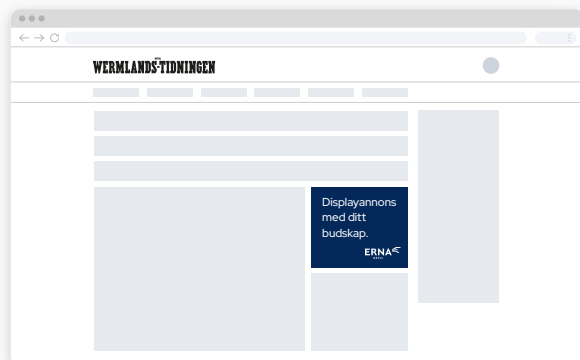 WERMLANDS-TIDNINGEN
Displayannons
med ditt
budskap.
ERNA